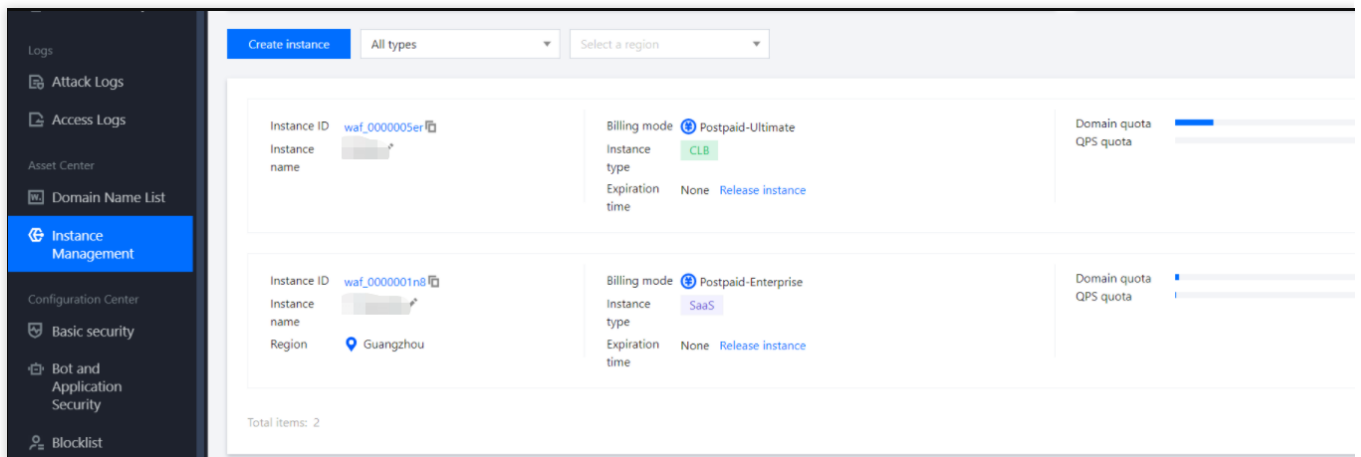 Logs
Attack Logs
Access Logs
Asset Center
Domain Name List
Instance
Management
Configuration Center
Basic security
Bot and
Application
Security
Blocklist
Create instance
All types
Select a region
Instance ID waf_0000005er
Instance
name
Billing mode Postpaid-Ultimate
Instance
type
CLB
Expiration
time
None Release instance
Domain quota
QPS quota
Instance ID waf_0000001n8
Instance
name
Region Guangzhou
Billing mode Postpaid-Enterprise
Instance
type
SaaS
Expiration
time
None Release instance
Domain quota
QPS quota
Total items: 2